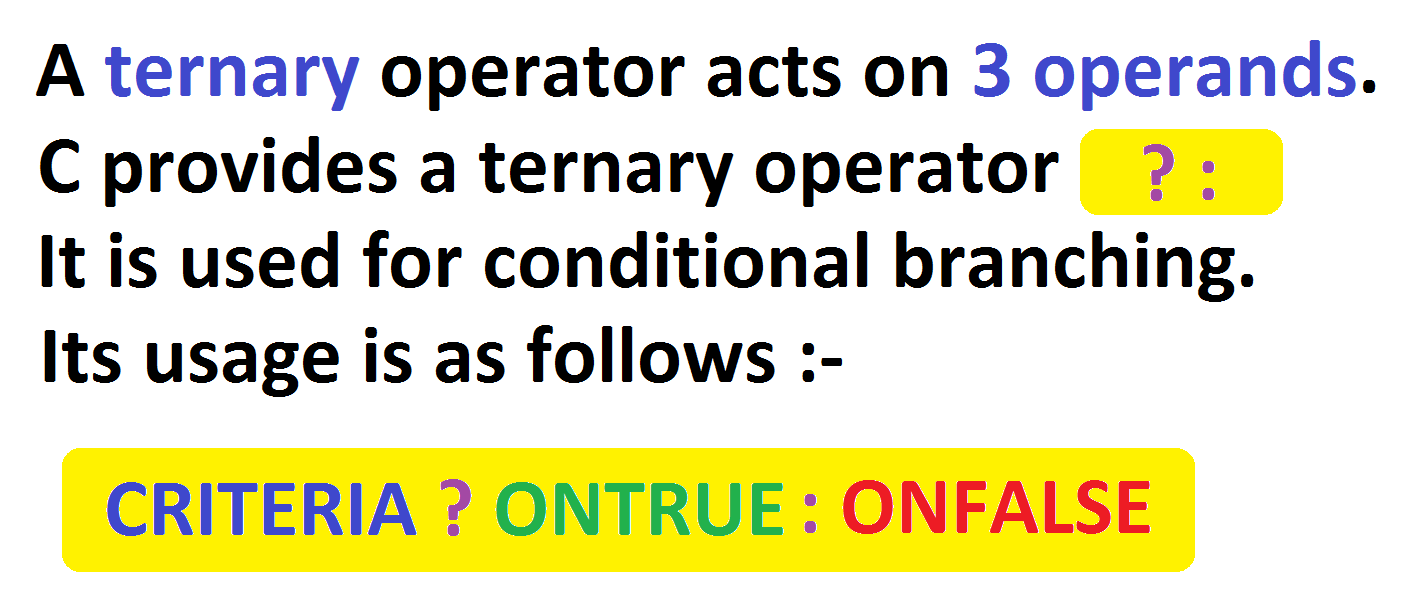 A ternary operator acts on 3 operands.
C provides a ternary operator ? :
It is used for conditional branching.
Its usage is as follows :-
CRITERIA ? ONTRUE : ONFALSE